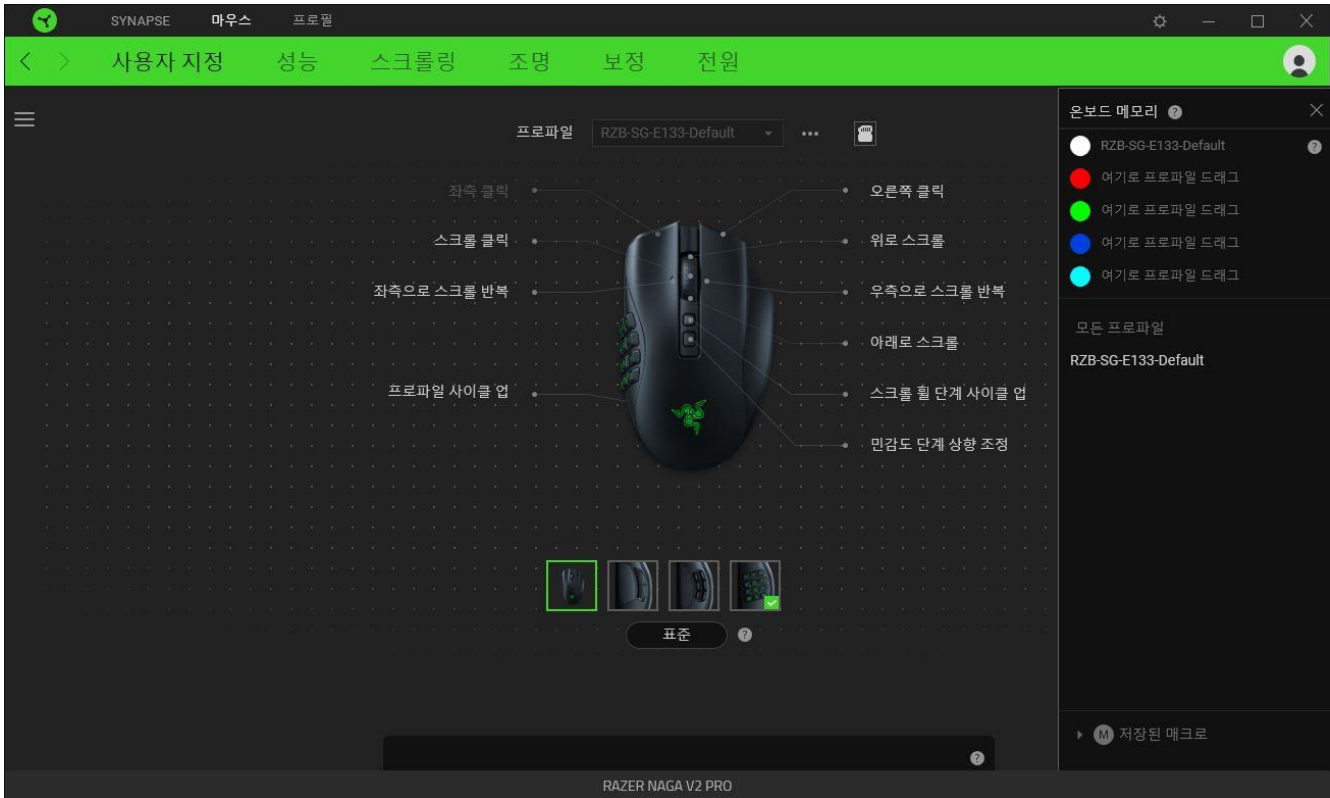 SYNAPSE 마우스 프로필
사용자 지정 성능 스크롤링 조명 보정 전원
프로파일 RZB-SG-E133-Default
좌측 클릭
스크롤 클릭
좌측으로 스크롤 반복
프로파일 사이클 업
오른쪽 클릭
위로 스크롤
우측으로 스크롤 반복
아래로 스크롤
스크롤 휠 단계 사이클 업
민감도 단계 상향 조정
표준 ?
?
온보드 메모리 ?
RZB-SG-E133-Default ?
여기로 프로파일 드래그
여기로 프로파일 드래그
여기로 프로파일 드래그
여기로 프로파일 드래그
모든 프로파일
RZB-SG-E133-Default
M 저장된 매크로
RAZER NAGA V2 PRO